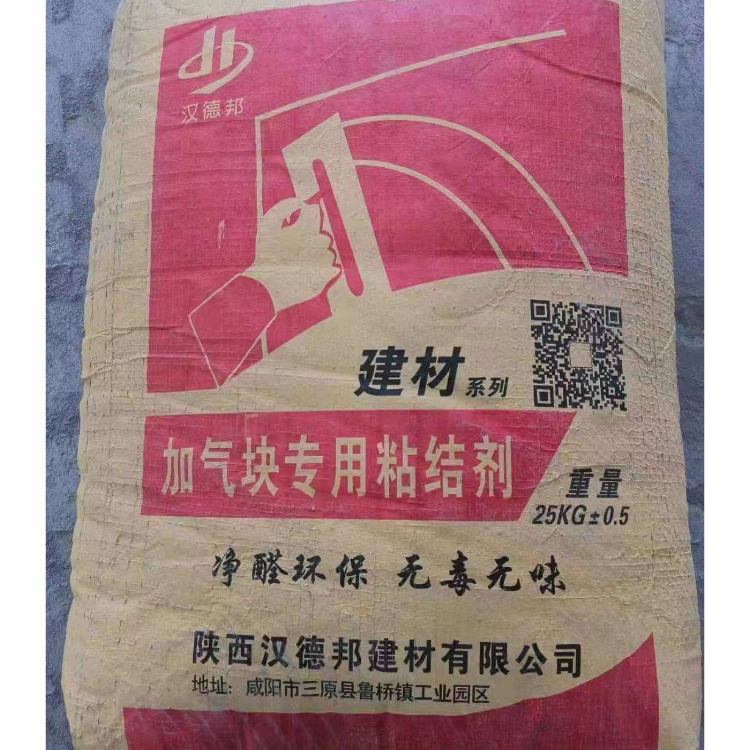 汉德邦
建材系列
加气块专用粘结剂
重量
25KG±0.5
净醛环保 无毒无味
陕西汉德邦建材有限公司
地址：咸阳市三原县鲁桥镇工业园区